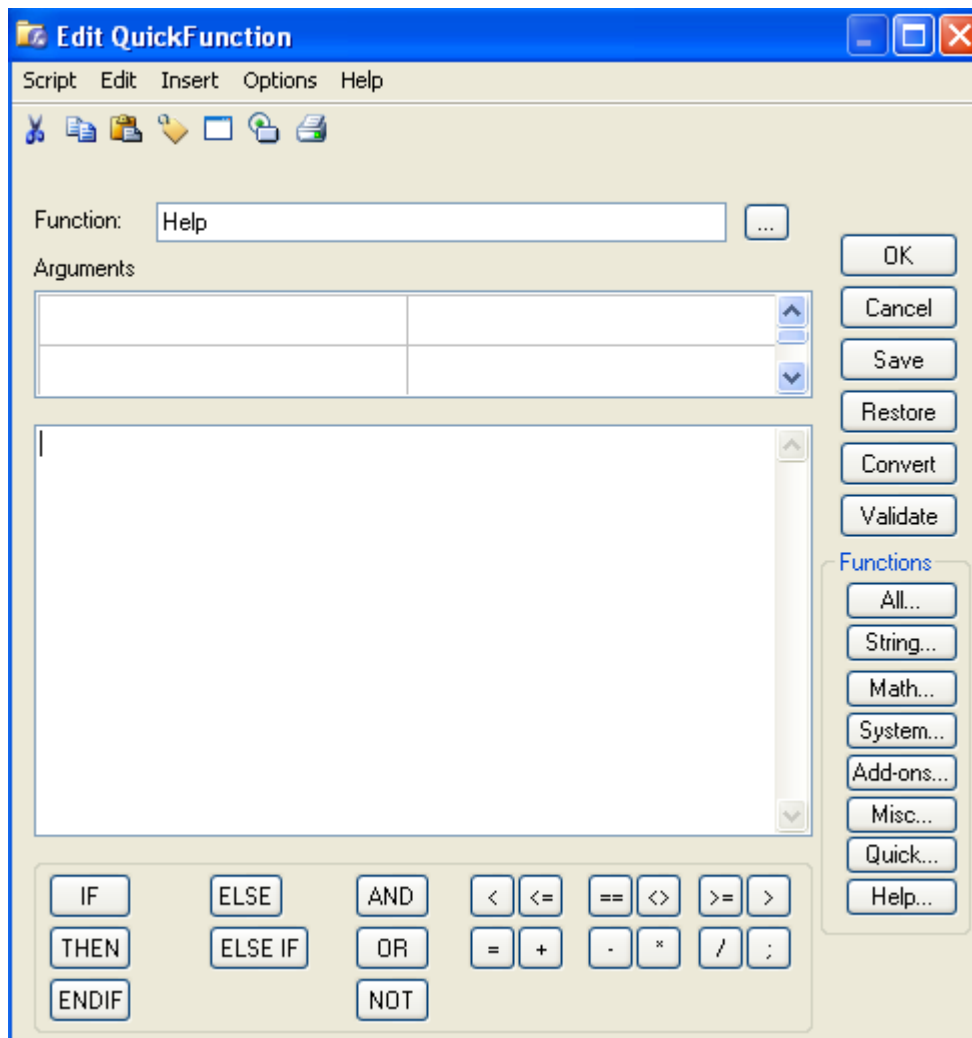 Edit QuickFunction
Script Edit Insert Options Help
Function: Help ...
Arguments
OK
Cancel
Save
Restore
Convert
Validate
Functions
All...
String...
Math...
System...
Add-ons...
Misc...
Quick...
Help...
IF ELSE AND < <= == <> >= >
THEN ELSE IF OR = + - * / ;
ENDIF NOT